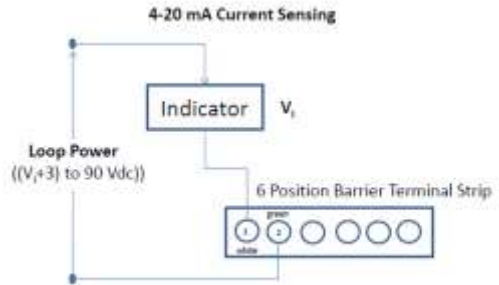 4-20 mA Current Sensing
Indicator
Vᵢ
Loop Power
((Vᵢ+3) to 90 Vdc))
6 Position Barrier Terminal Strip
green
1
2
white